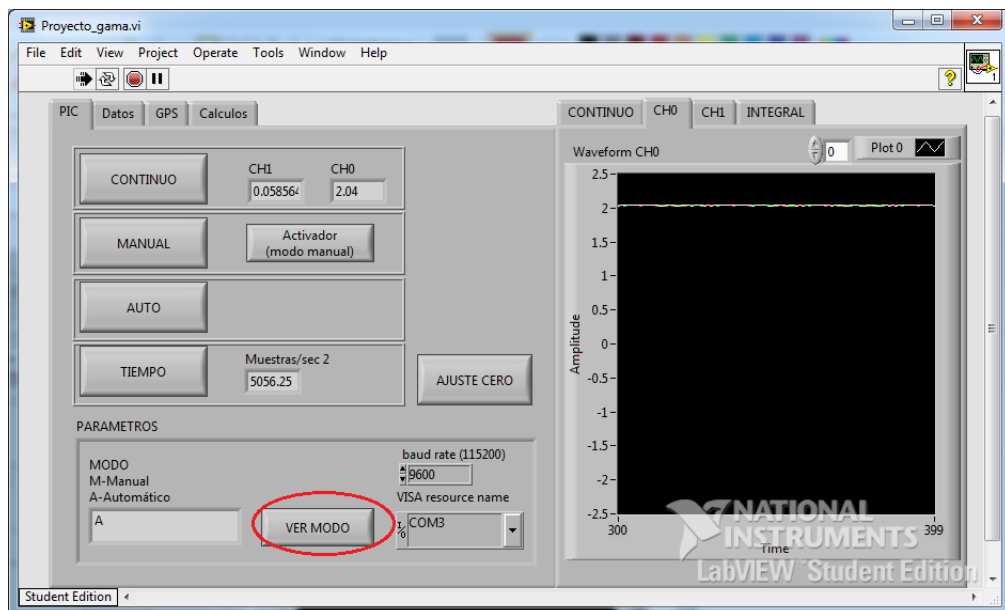 Proyecto_gama.vi
File Edit View Project Operate Tools Window Help
1
PIC Datos GPS Calculos
CONTINUO
CH1 CH0
0.05856 2.04
MANUAL
Activador
(modo manual)
AUTO
TIEMPO
Muestras/sec 2
5056.25
AJUSTE CERO
PARAMETROS
MODO
M-Manual
A-Automático
A
VER MODO
baud rate (115200)
9600
VISA resource name
I/O COM3
CONTINUO CH0 CH1 INTEGRAL
Waveform CH0
0
Plot 0
2.5
2
1.5
1
0.5
0
-0.5
-1
-1.5
-2
-2.5
Amplitude
300 399
Time
NATIONAL
INSTRUMENTS
LabVIEW™ Student Edition
Student Edition